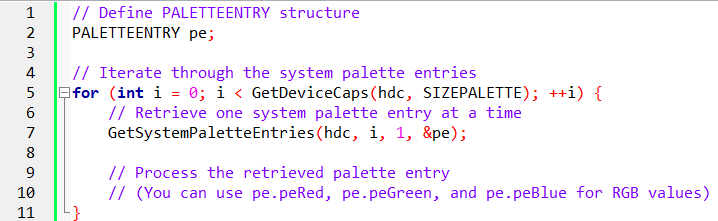 1 // Define PALETTEENTRY structure
2 PALETTEENTRY pe;
3
4 // Iterate through the system palette entries
5 for (int i = 0; i < GetDeviceCaps(hdc, SIZEPALETTE); ++i) {
6     // Retrieve one system palette entry at a time
7     GetSystemPaletteEntries(hdc, i, 1, &pe);
8
9     // Process the retrieved palette entry
10     // (You can use pe.peRed, pe.peGreen, and pe.peBlue for RGB values)
11 }